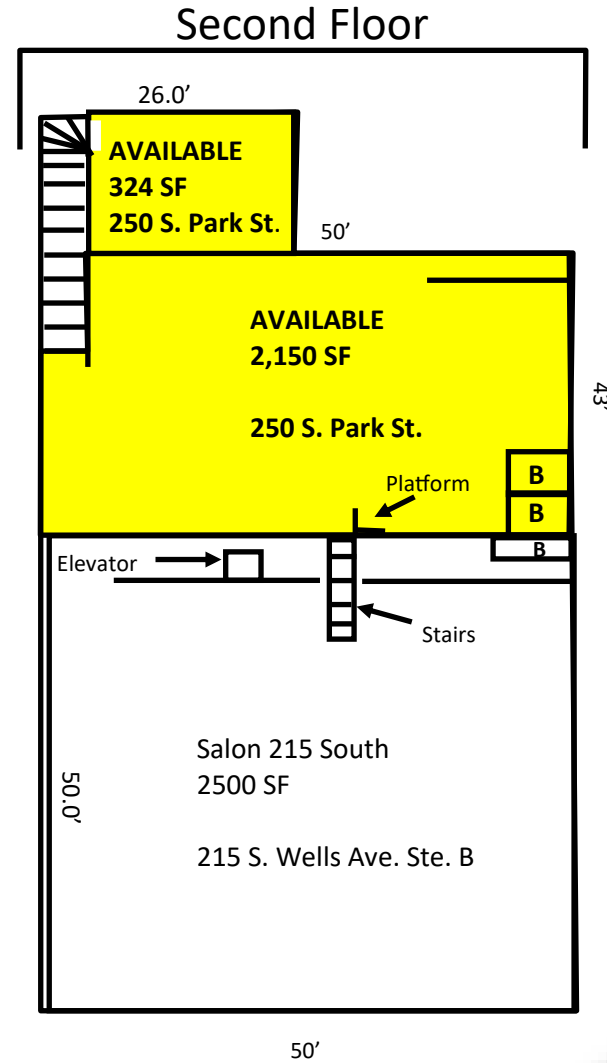 Second Floor
26.0’
AVAILABLE
324 SF
250 S. Park St.
50’
AVAILABLE
2,150 SF
250 S. Park St.
43’
B
Platform
B
B
Elevator
Stairs
Salon 215 South
2500 SF
50.0’
215 S. Wells Ave. Ste. B
50’